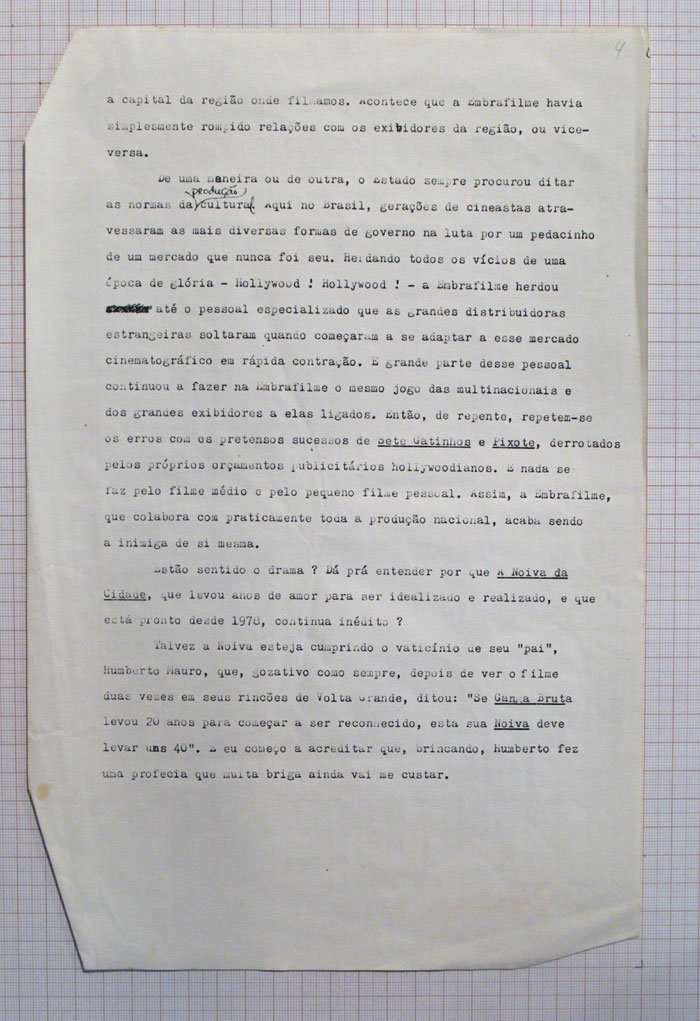 4
a capital da região onde filmamos. Acontece que a Embrafilme havia
simplesmente rompido relações com os exibidores da região, ou vice-
versa.
De uma maneira ou de outra, o Estado sempre procurou ditar
produção
as normas da cultural. Aqui no Brasil, gerações de cineastas atra-
vessaram as mais diversas formas de governo na luta por um pedacinho
de um mercado que nunca foi seu. Herdando todos os vícios de uma
época de glória - Hollywood ! Hollywood ! - a Embrafilme herdou
até o pessoal especializado que as grandes distribuidoras
estrangeiras soltaram quando começaram a se adaptar a esse mercado
cinematográfico em rápida contração. E grande parte desse pessoal
continuou a fazer na Embrafilme o mesmo jogo das multinacionais e
dos grandes exibidores a elas ligados. Então, de repente, repetem-se
os erros com os pretensos sucessos de Sete Gatinhos e Pixote, derrotados
pelos próprios orçamentos publicitários hollywoodianos. E nada se
faz pelo filme médio e pelo pequeno filme pessoal. Assim, a Embrafilme,
que colabora com praticamente toda a produção nacional, acaba sendo
a inimiga de si mesma.
Estão sentido o drama ? Dá prá entender por que A Noiva da
Cidade, que levou anos de amor para ser idealizado e realizado, e que
está pronto desde 1978, continua inédito ?
Talvez a Noiva esteja cumprindo o vaticínio de seu "pai",
Humberto Mauro, que, gozativo como sempre, depois de ver o filme
duas vezes em seus rincões de Volta Grande, ditou: "Se Ganga Bruta
levou 20 anos para começar a ser reconhecido, esta sua Noiva deve
levar uns 40". E eu começo a acreditar que, brincando, Humberto fez
uma profecia que muita briga ainda vai me custar.